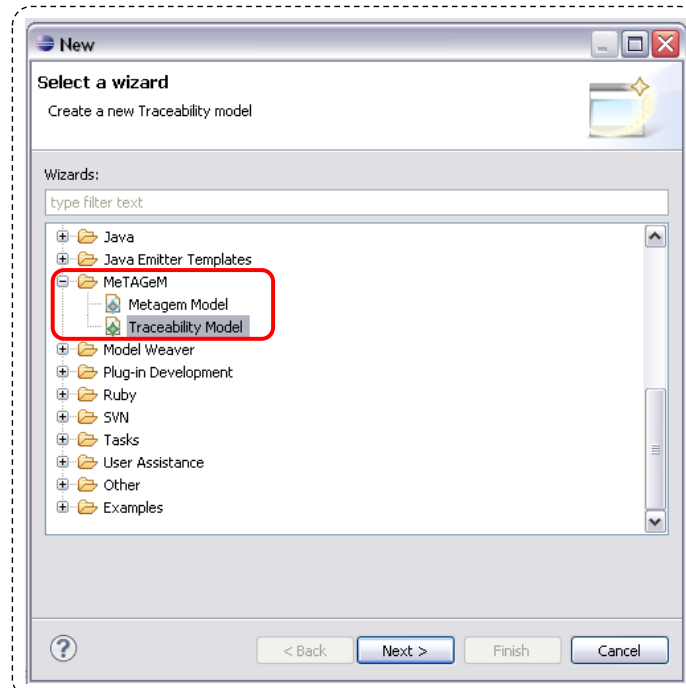 New
Select a wizard
Create a new Traceability model
Wizards:
type filter text
Java
Java Emitter Templates
MeTAGeM
Metagem Model
Traceability Model
Model Weaver
Plug-in Development
Ruby
SVN
Tasks
User Assistance
Other
Examples
? < Back Next > Finish Cancel